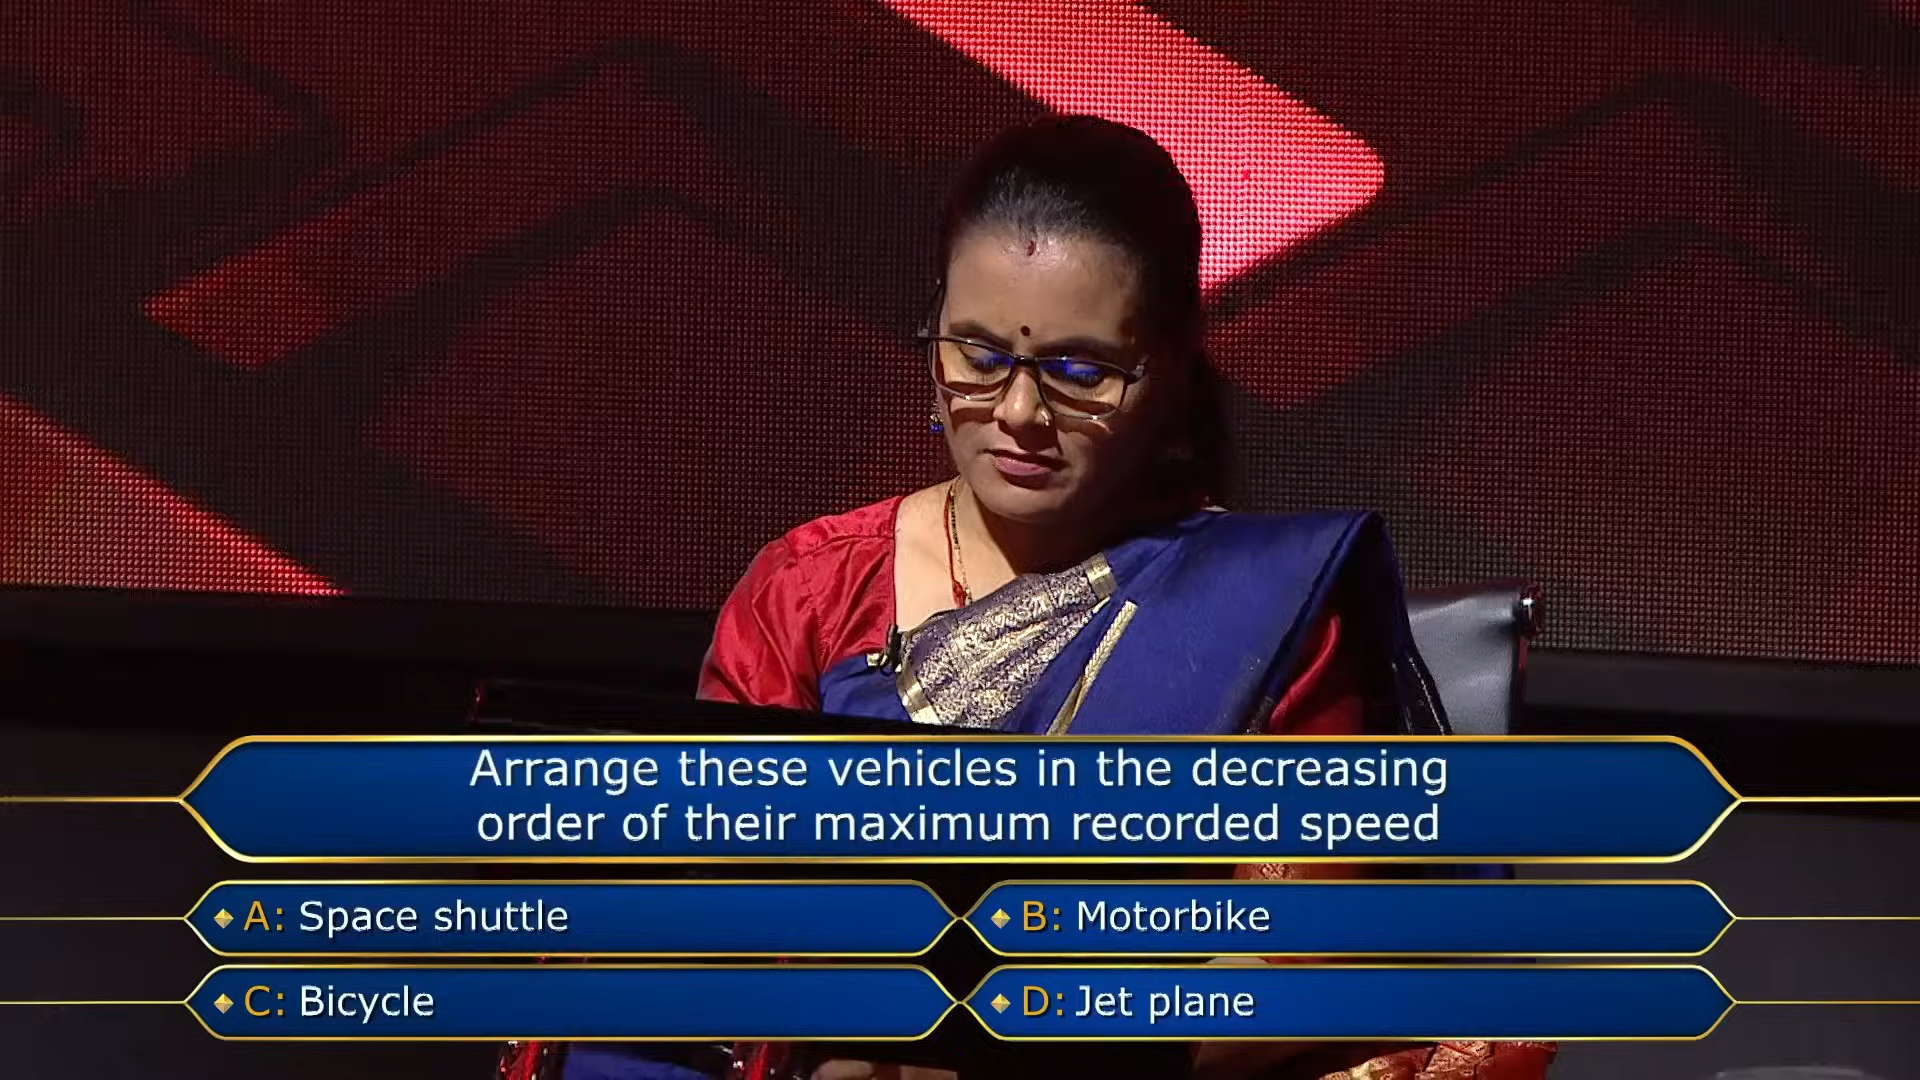 Arrange these vehicles in the decreasing
order of their maximum recorded speed
A: Space shuttle
B: Motorbike
C: Bicycle
D: Jet plane